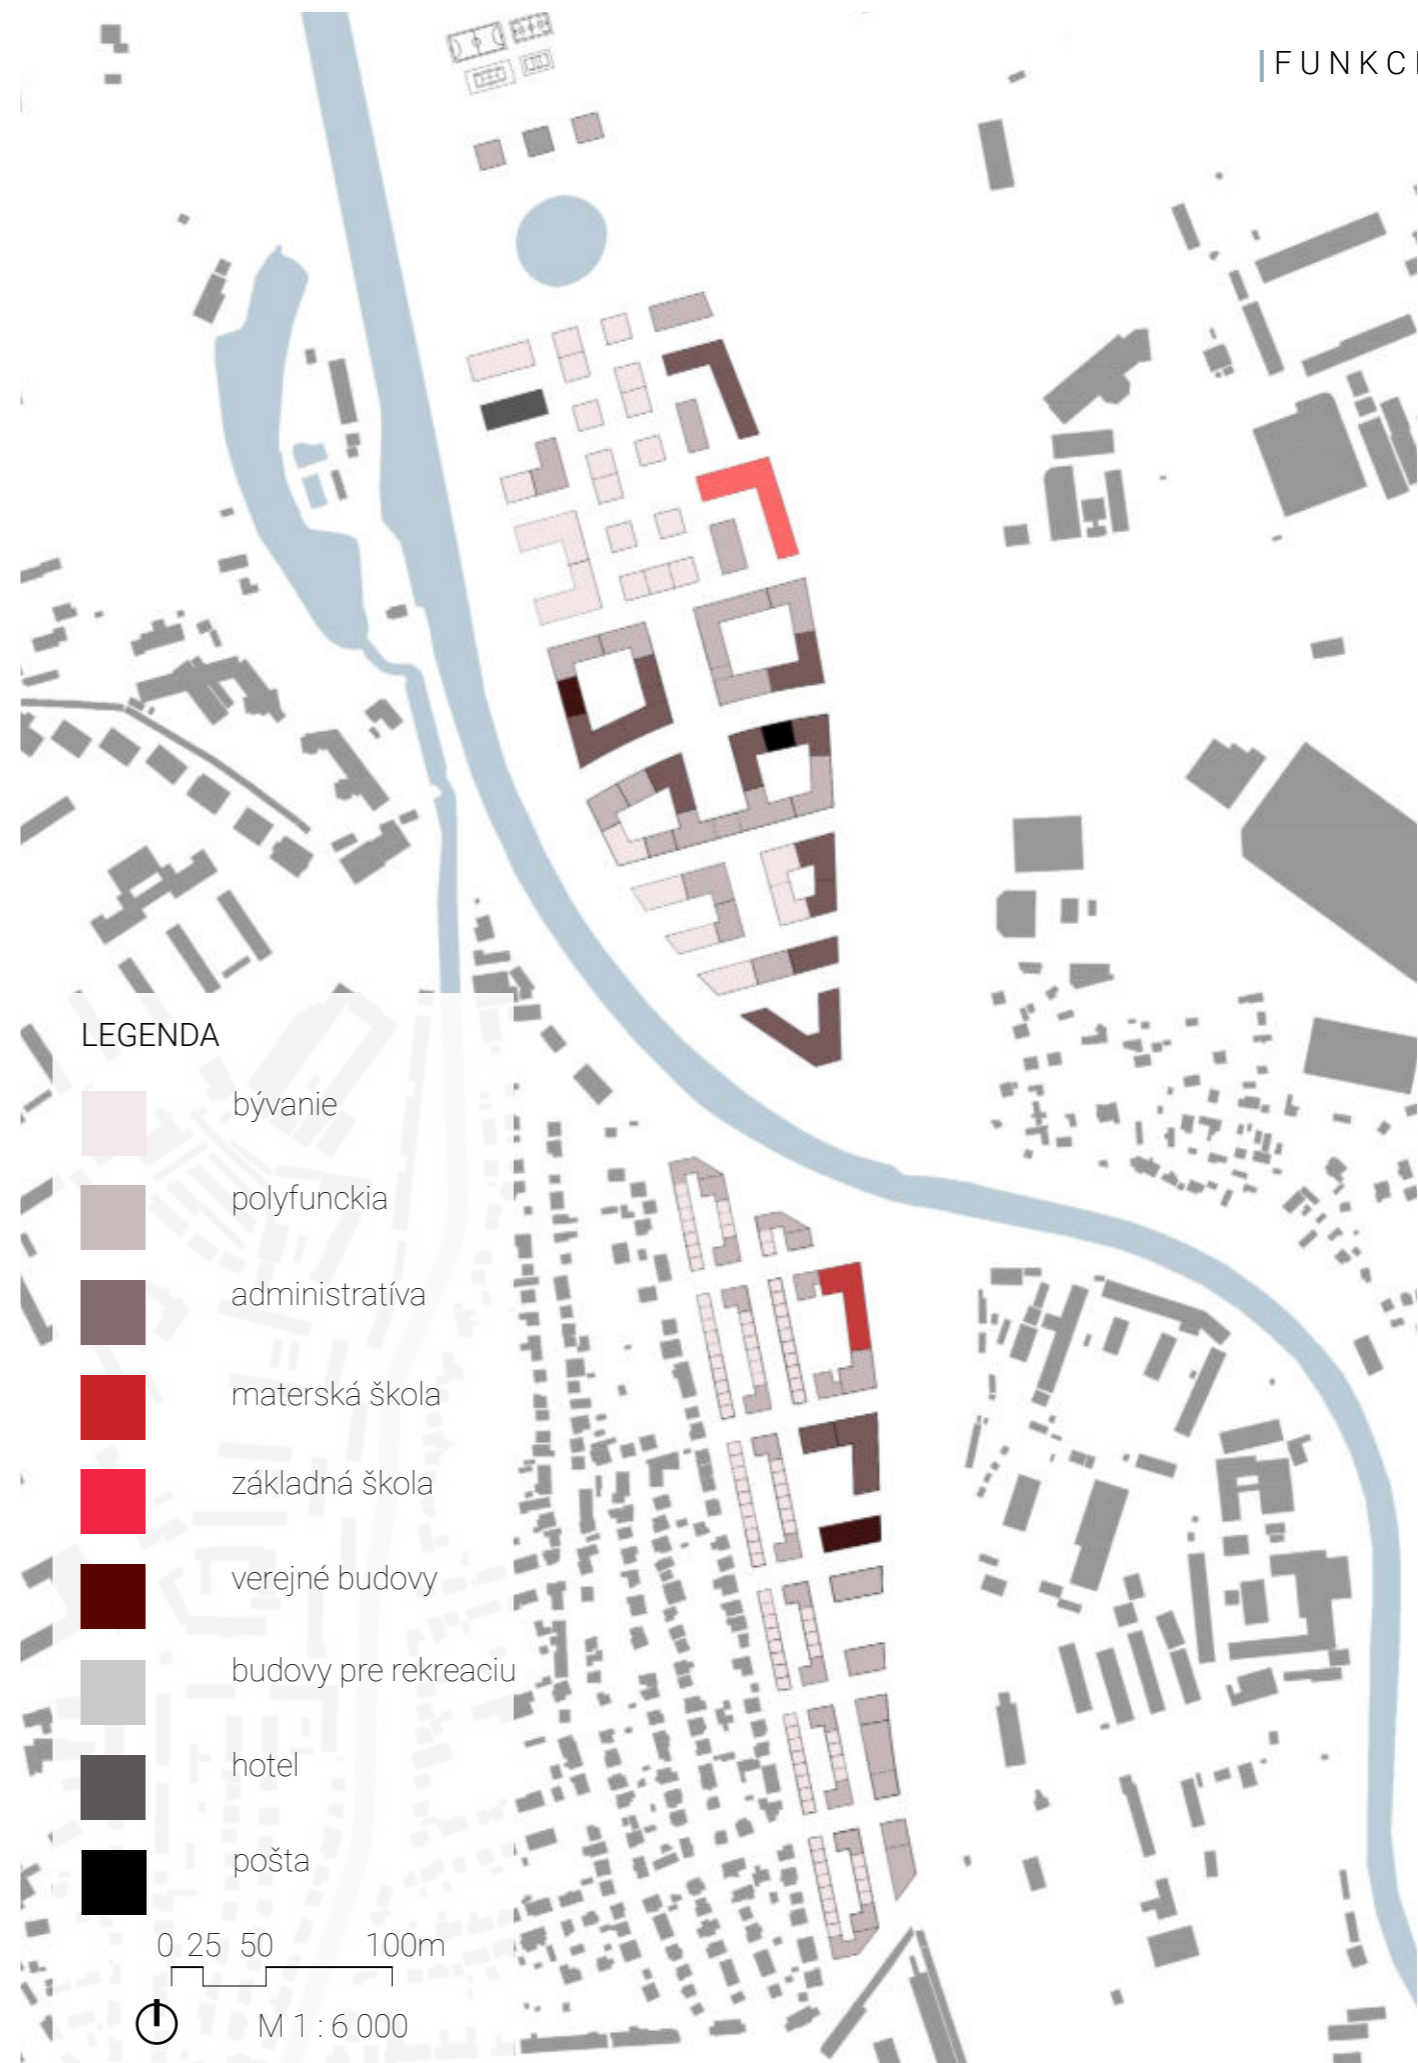 |FUNKCI
LEGENDA
bývanie
polyfunckia
administratíva
materská škola
základná škola
verejné budovy
budovy pre rekreaciu
hotel
pošta
0 25 50 100m
M 1 : 6 000